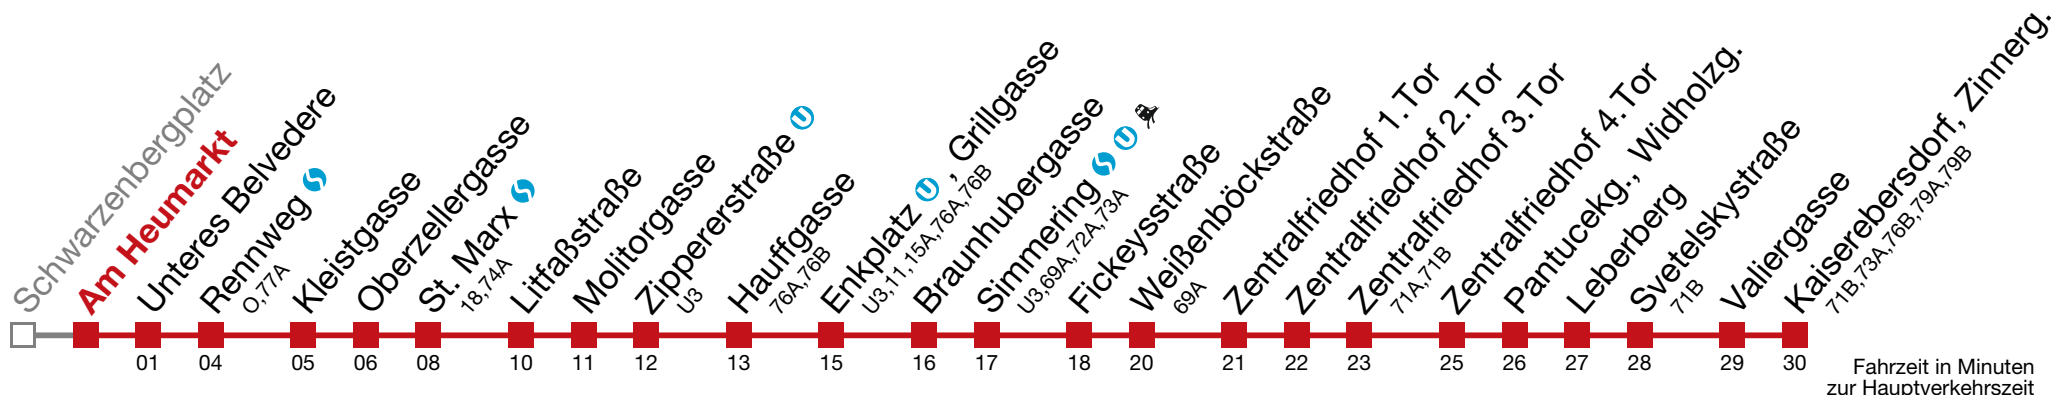 Schwarzenbergplatz
Am Heumarkt
Unteres Belvedere
Rennweg
O,77A
Kleistgasse
Oberzellergasse
St. Marx
18,74A
Litfaßstraße
Molitorgasse
Zippererstraße
U3
Hauffgasse
76A,76B
Enkplatz U, Grillgasse
U3,11,15A,76A,76B
Braunhubergasse
Simmering U
U3,69A,72A,73A
Fickeysstraße
Weißenböckstraße
69A
Zentralfriedhof 1.Tor
Zentralfriedhof 2.Tor
Zentralfriedhof 3.Tor
71A,71B
Zentralfriedhof 4.Tor
Pantucekg., Widholzg.
Leberberg
Svetelskystraße
71B
Valiergasse
Kaiserebersdorf, Zinnerg.
71B,73A,76B,79A,79B
01 04 05 06 08 10 11 12 13 15 16 17 18 20 21 22 23 25 26 27 28 29 30
Fahrzeit in Minuten
zur Hauptverkehrszeit